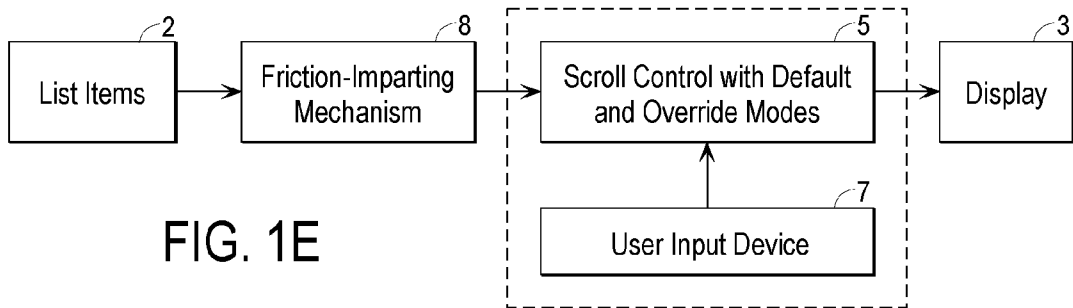 2
8
5
3
List Items
Friction-Imparting
Mechanism
Scroll Control with Default
and Override Modes
Display
7
User Input Device
FIG. 1E